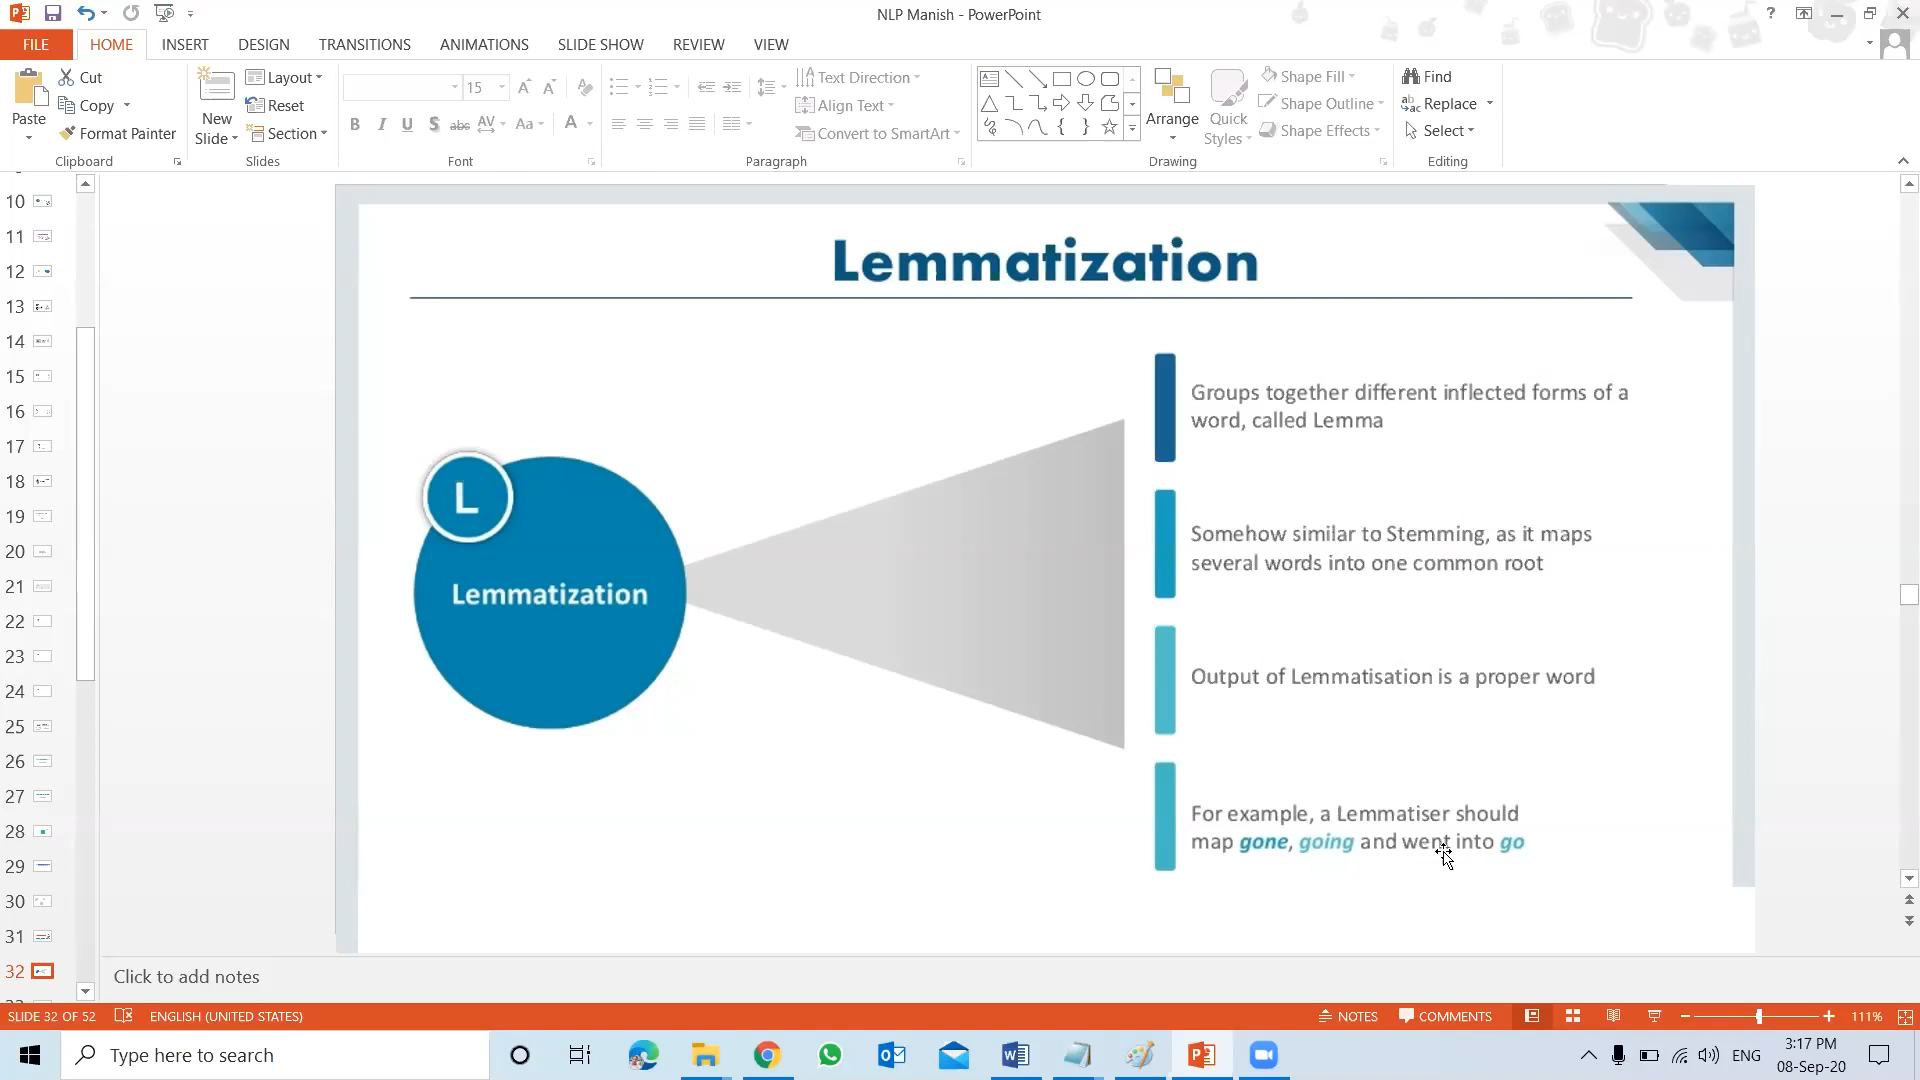 NLP Manish - PowerPoint
?
FILE HOME INSERT DESIGN TRANSITIONS ANIMATIONS SLIDE SHOW REVIEW VIEW
Paste
Cut
Copy
Format Painter
Clipboard
New
Slide
Layout
Reset
Section
Slides
15
B I U S abc AV Aa A
Font
Text Direction
Align Text
Convert to SmartArt
Paragraph
Arrange
Quick
Styles
Shape Fill
Shape Outline
Shape Effects
Drawing
Find
Replace
Select
Editing
10
11
12
13
14
15
16
17
18
19
20
21
22
23
24
25
26
27
28
29
30
31
32
Lemmatization
L
Lemmatization
Groups together different inflected forms of a
word, called Lemma
Somehow similar to Stemming, as it maps
several words into one common root
Output of Lemmatisation is a proper word
For example, a Lemmatiser should
map gone, going and went into go
Click to add notes
SLIDE 32 OF 52 ENGLISH (UNITED STATES) NOTES COMMENTS 111%
Type here to search
ENG
3:17 PM
08-Sep-20